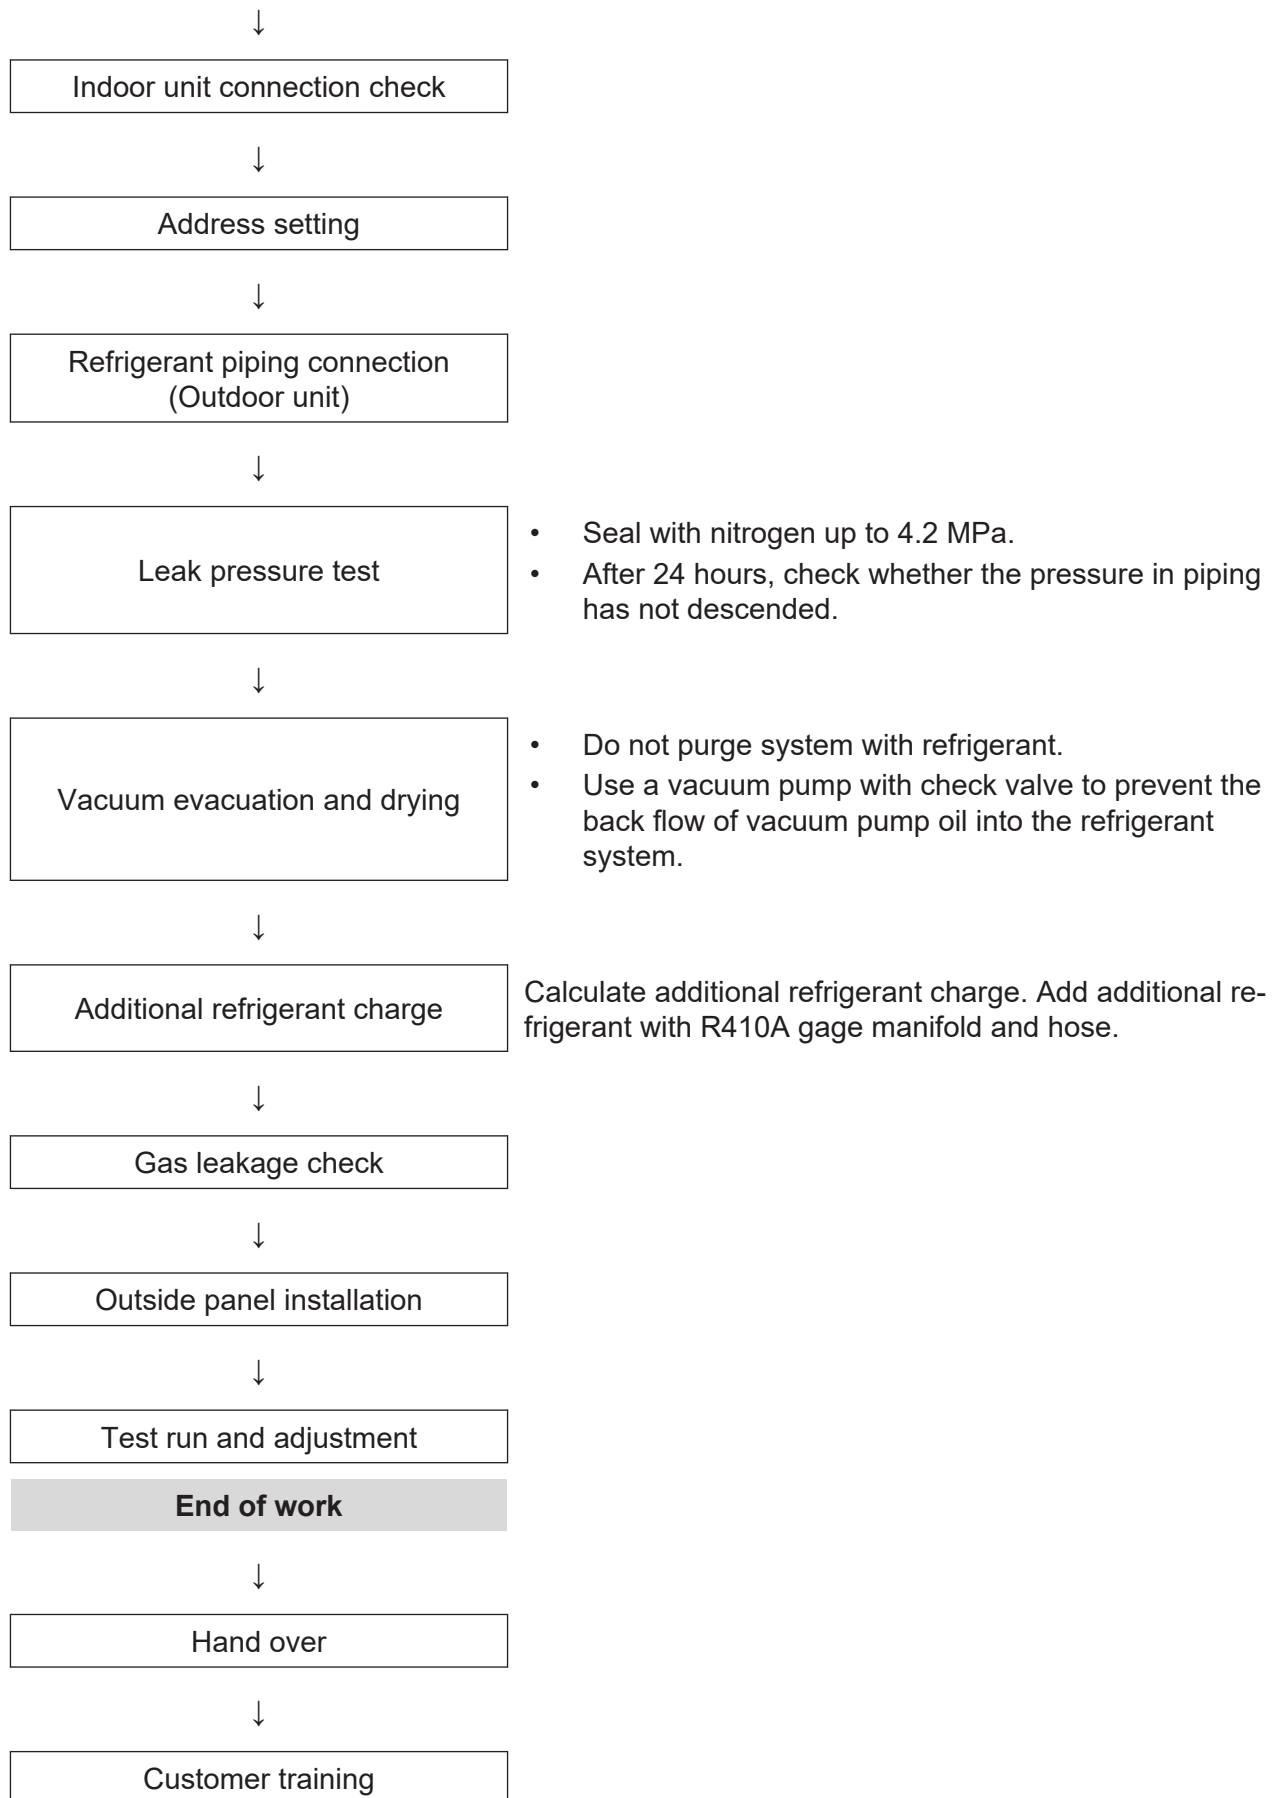 ↓
Indoor unit connection check
↓
Address setting
↓
Refrigerant piping connection
(Outdoor unit)
↓
Leak pressure test
• Seal with nitrogen up to 4.2 MPa.
• After 24 hours, check whether the pressure in piping
has not descended.
↓
Vacuum evacuation and drying
• Do not purge system with refrigerant.
• Use a vacuum pump with check valve to prevent the
back flow of vacuum pump oil into the refrigerant
system.
↓
Additional refrigerant charge
Calculate additional refrigerant charge. Add additional re-
frigerant with R410A gage manifold and hose.
↓
Gas leakage check
↓
Outside panel installation
↓
Test run and adjustment
End of work
↓
Hand over
↓
Customer training